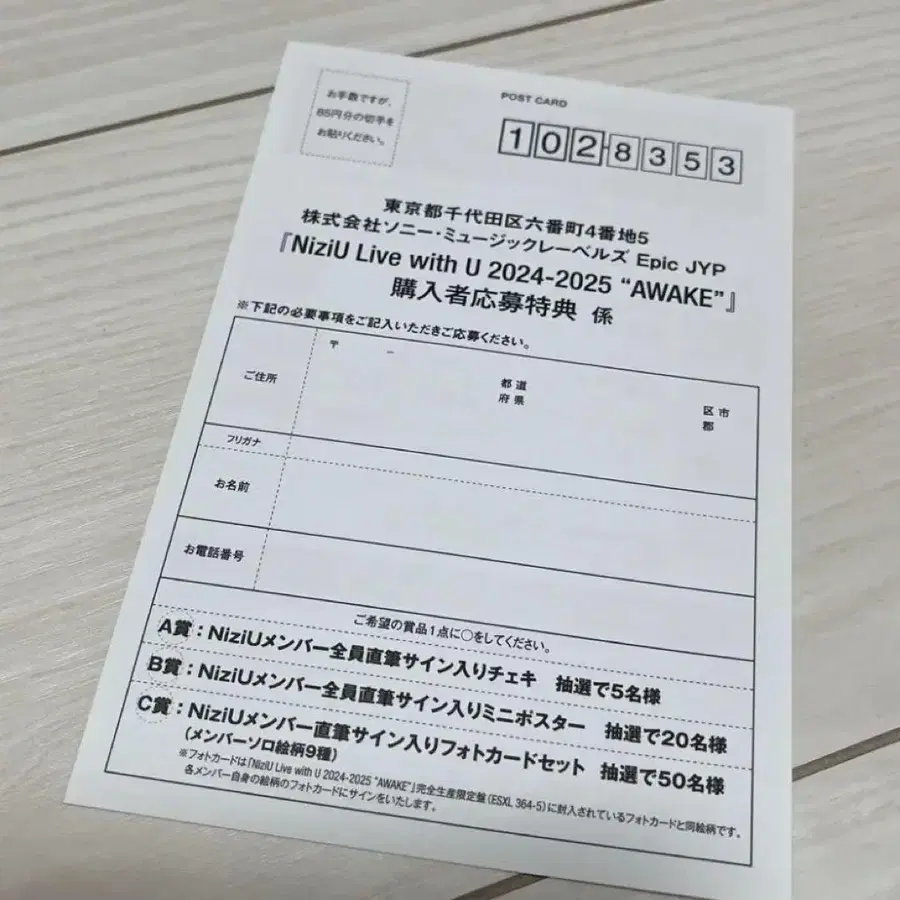 お手数ですが、
85円分の切手を
お貼りください。
POST CARD
1028353
東京都千代田区六番町4番地5
株式会社ソニー・ミュージックレーベルズ Epic JYP
『NiziU Live with U 2024-2025 “AWAKE”』
購入者応募特典 係
※下記の必要事項をご記入いただきご応募ください。
ご住所
〒 －
都道
府県
区市
郡
フリガナ
お名前
お電話番号
ご希望の賞品1点に○をしてください。
A賞：NiziUメンバー全員直筆サイン入りチェキ 抽選で5名様
B賞：NiziUメンバー全員直筆サイン入りミニポスター 抽選で20名様
C賞：NiziUメンバー直筆サイン入りフォトカードセット 抽選で50名様
(メンバーソロ絵柄9種)
※フォトカードは「NiziU Live with U 2024-2025 “AWAKE”」完全生産限定盤(ESXL 364-5)に封入されているフォトカードと同絵柄です。
各メンバー自身の絵柄のフォトカードにサインをいたします。